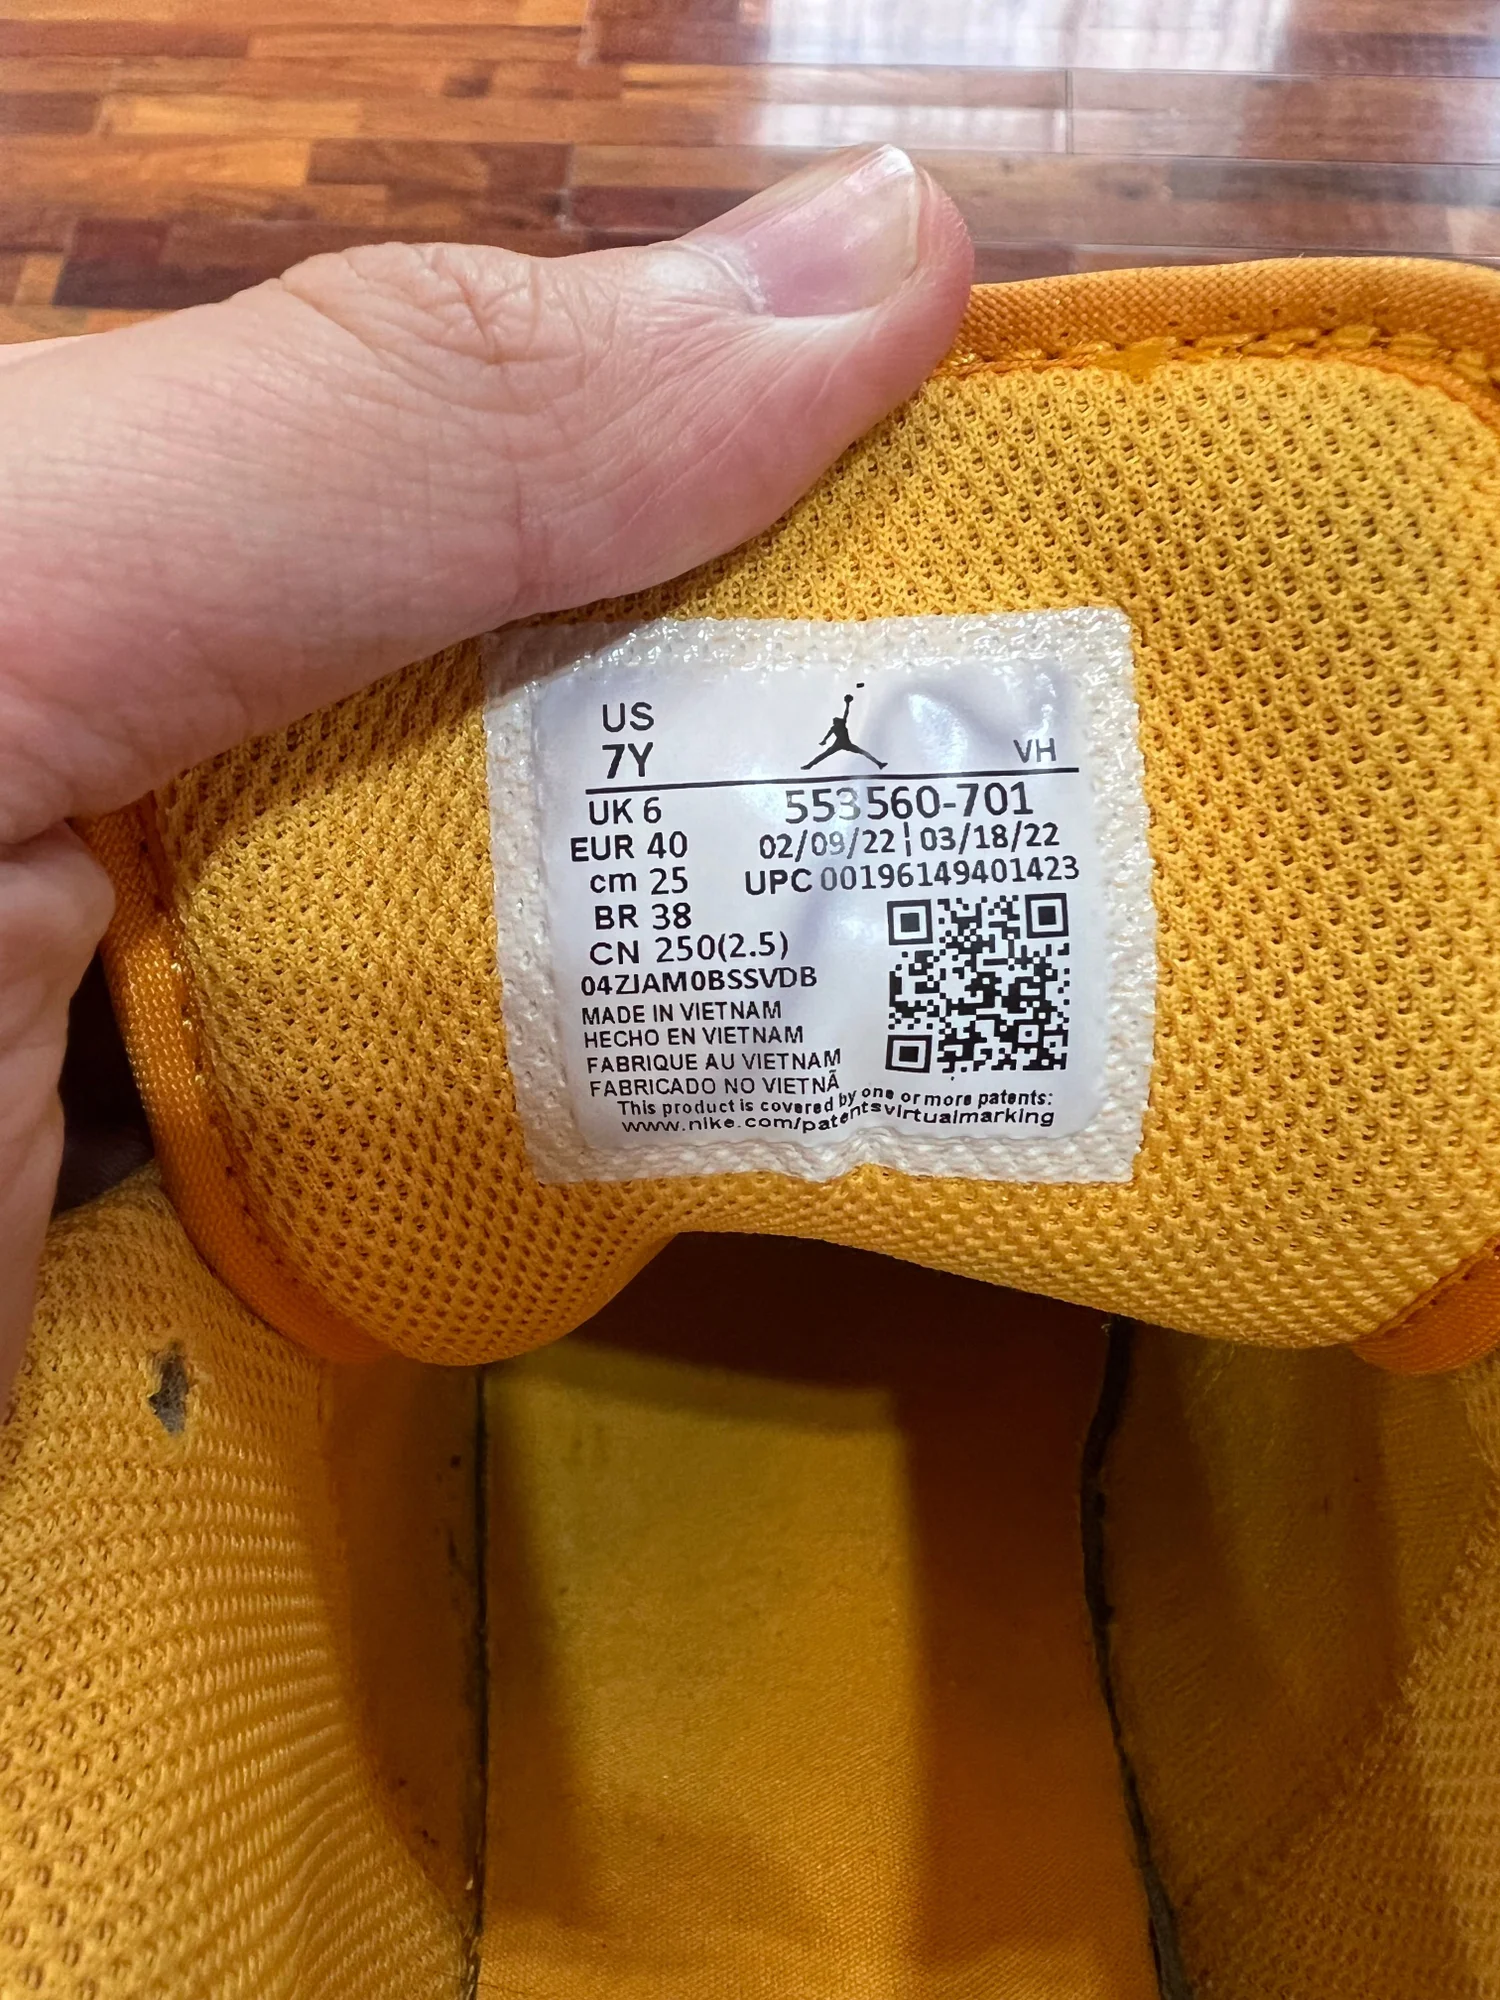 US
7Y
VH
UK 6
553560-701
EUR 40
02/09/22 ¦ 03/18/22
cm 25
UPC 00196149401423
BR 38
CN 250(2.5)
04ZJAM0BSSVDB
MADE IN VIETNAM
HECHO EN VIETNAM
FABRIQUE AU VIETNAM
FABRICADO NO VIETNÃ
This product is covered by one or more patents:
www.nike.com/patentsvirtualmarking